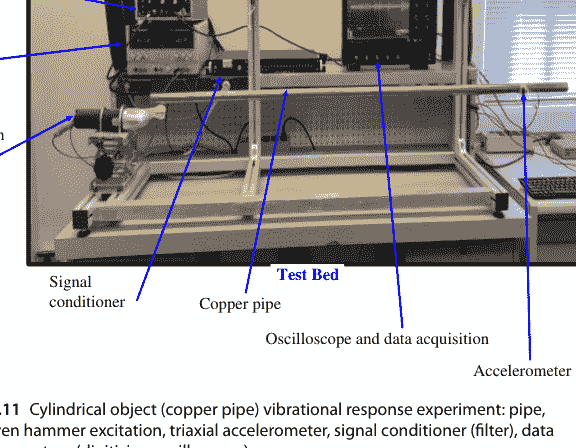 Signal
conditioner
Test Bed
Copper pipe
Oscilloscope and data acquisition
Accelerometer
.11 Cylindrical object (copper pipe) vibrational response experiment: pipe,
hammer excitation, triaxial accelerometer, signal conditioner (filter), data